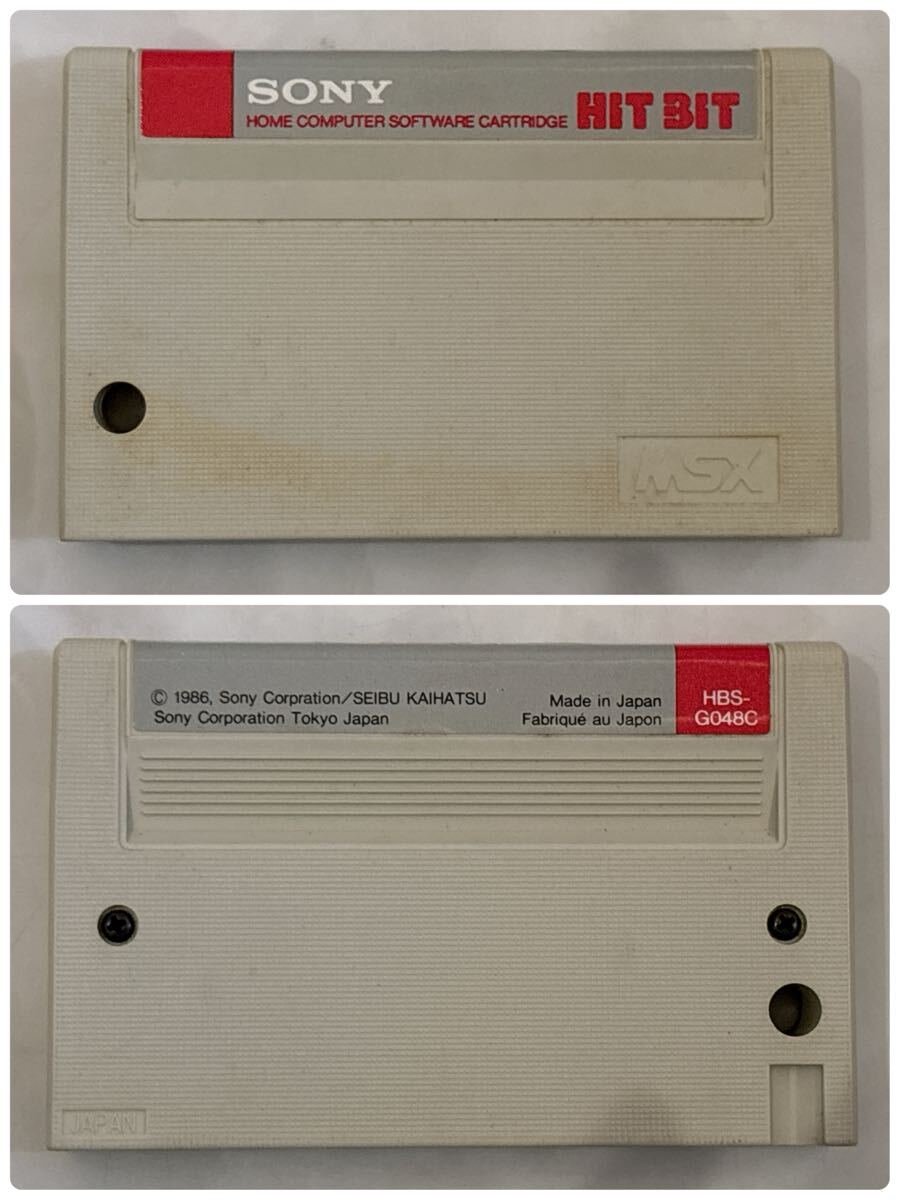 SONY
HOME COMPUTER SOFTWARE CARTRIDGE HIT BIT
MSX
© 1986, Sony Corpration/SEIBU KAIHATSU
Sony Corporation Tokyo Japan
Made in Japan
Fabriqué au Japon
HBS-
G048C
JAPAN